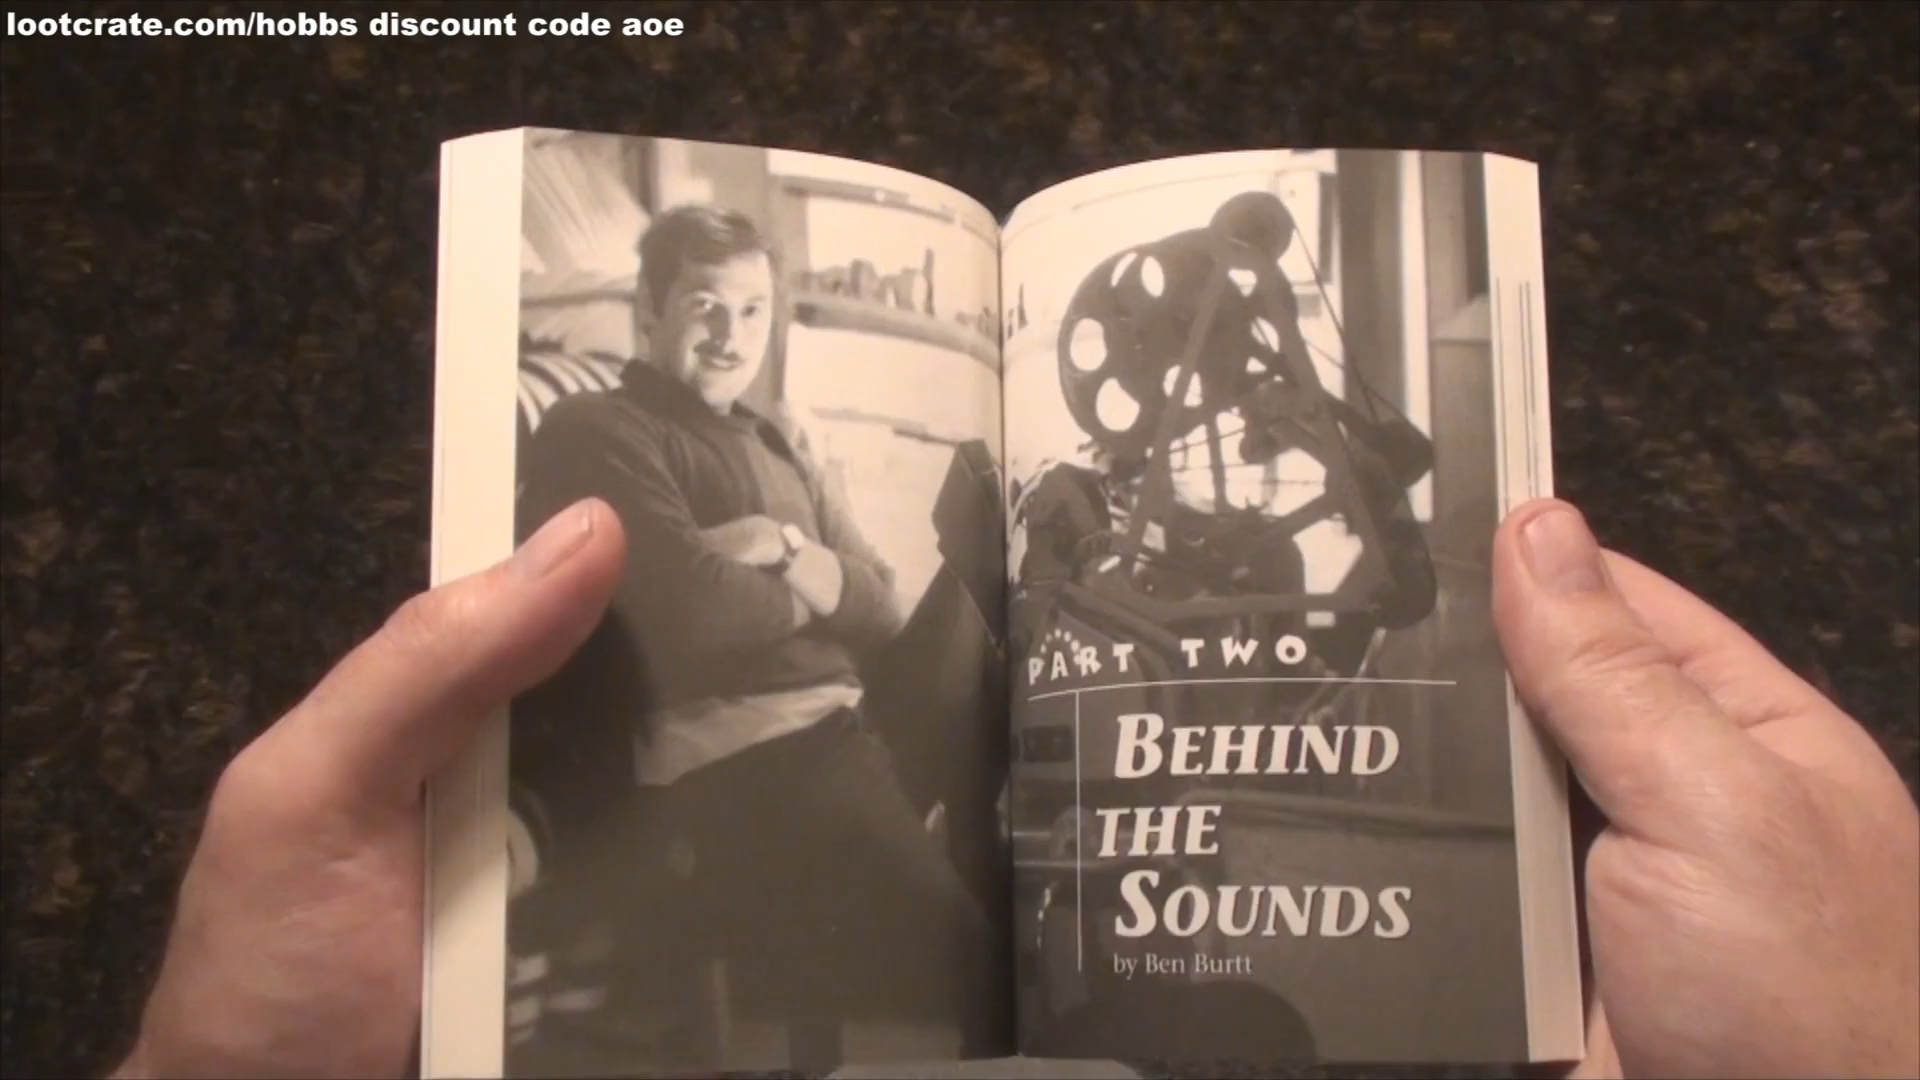 lootcrate.com/hobbs discount code aoe
PART TWO
BEHIND
THE
SOUNDS
by Ben Burtt